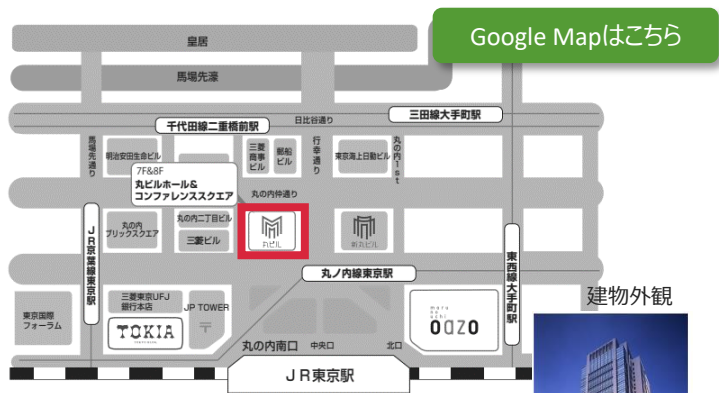 Google Mapはこちら
皇居
馬場先濠
三田線大手町駅
日比谷通り
千代田線二重橋前駅
馬場先通り
明治安田生命ビル
三菱
商事
ビル
郵船
ビル
行幸通り
東京海上日動ビル
丸の内1st
7F&8F
丸ビルホール&
コンファレンススクエア
丸の内仲通り
JR京葉線東京駅
丸の内
ブリックスクエア
丸の内二丁目ビル
三菱ビル
丸ビル
新丸ビル
東西線大手町駅
丸ノ内線東京駅
建物外観
東京国際
フォーラム
三菱東京UFJ
銀行本店
TOKIA
JP TOWER
〒
maru
no
uchi
oazo
丸の内南口
中央口
北口
JR東京駅